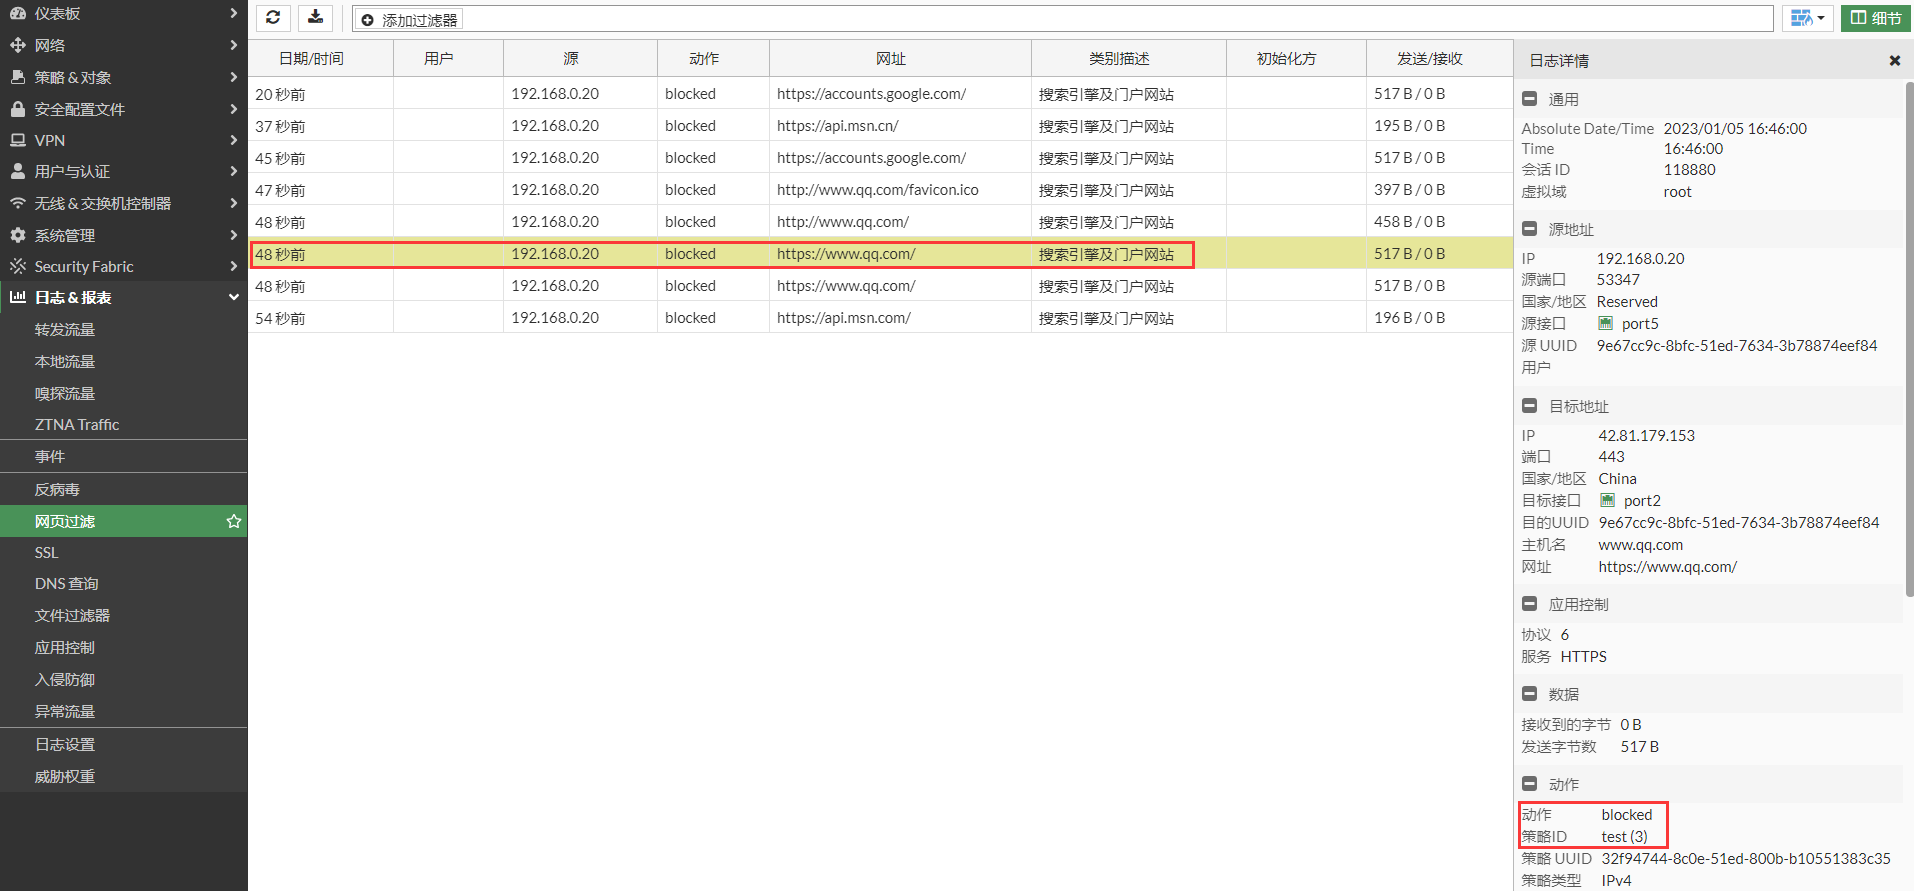 仪表板
网络
策略 & 对象
安全配置文件
VPN
用户与认证
无线 & 交换机控制器
系统管理
Security Fabric
日志 & 报表
转发流量
本地流量
嗅探流量
ZTNA Traffic
事件
反病毒
网页过滤
SSL
DNS 查询
文件过滤器
应用控制
入侵防御
异常流量
日志设置
威胁权重
添加过滤器
细节
日期/时间 用户 源 动作 网址 类别描述 初始化方 发送/接收
20 秒前 192.168.0.20 blocked https://accounts.google.com/ 搜索引擎及门户网站 517 B / 0 B
37 秒前 192.168.0.20 blocked https://api.msn.cn/ 搜索引擎及门户网站 195 B / 0 B
45 秒前 192.168.0.20 blocked https://accounts.google.com/ 搜索引擎及门户网站 517 B / 0 B
47 秒前 192.168.0.20 blocked http://www.qq.com/favicon.ico 搜索引擎及门户网站 397 B / 0 B
48 秒前 192.168.0.20 blocked http://www.qq.com/ 搜索引擎及门户网站 458 B / 0 B
48 秒前 192.168.0.20 blocked https://www.qq.com/ 搜索引擎及门户网站 517 B / 0 B
48 秒前 192.168.0.20 blocked https://www.qq.com/ 搜索引擎及门户网站 517 B / 0 B
54 秒前 192.168.0.20 blocked https://api.msn.com/ 搜索引擎及门户网站 196 B / 0 B
日志详情
通用
Absolute Date/Time 2023/01/05 16:46:00
Time 16:46:00
会话 ID 118880
虚拟域 root
源地址
IP 192.168.0.20
源端口 53347
国家/地区 Reserved
源接口 port5
源 UUID 9e67cc9c-8bfc-51ed-7634-3b78874eef84
用户
目标地址
IP 42.81.179.153
端口 443
国家/地区 China
目标接口 port2
目的UUID 9e67cc9c-8bfc-51ed-7634-3b78874eef84
主机名 www.qq.com
网址 https://www.qq.com/
应用控制
协议 6
服务 HTTPS
数据
接收到的字节 0 B
发送字节数 517 B
动作
动作 blocked
策略ID test (3)
策略 UUID 32f94744-8c0e-51ed-800b-b10551383c35
策略类型 IPv4